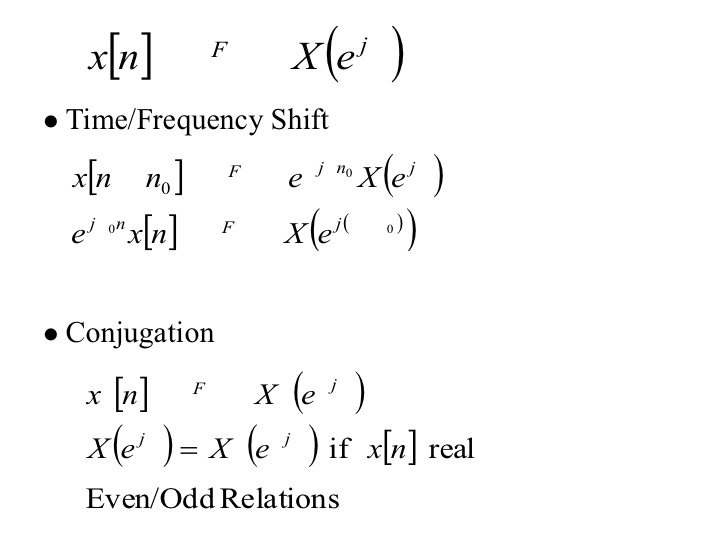 x[n] F X(e^j )
● Time/Frequency Shift
x[n n₀] F e^j n₀ X(e^j )
e^j ₀n x[n] F X(e^j( ₀))
● Conjugation
x [n] F X (e^j )
X(e^j ) = X (e^j ) if x[n] real
Even/Odd Relations